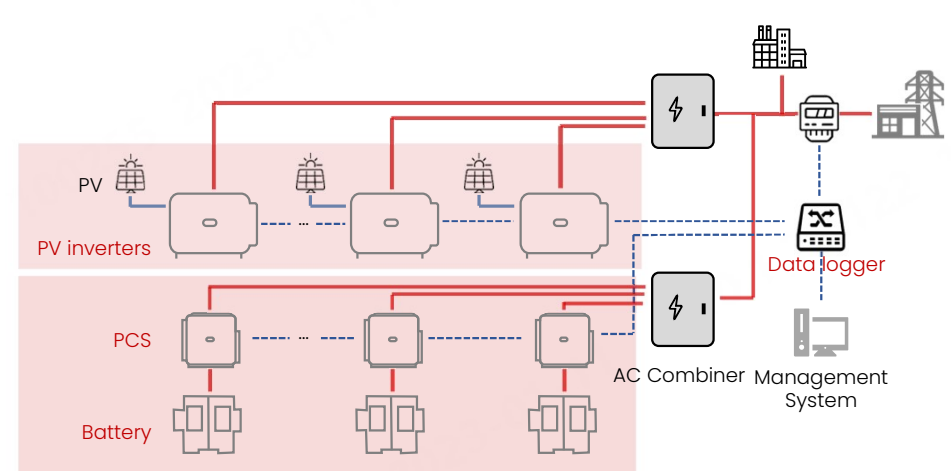 PV
PV inverters
Data logger
PCS
AC Combiner
Management
System
Battery